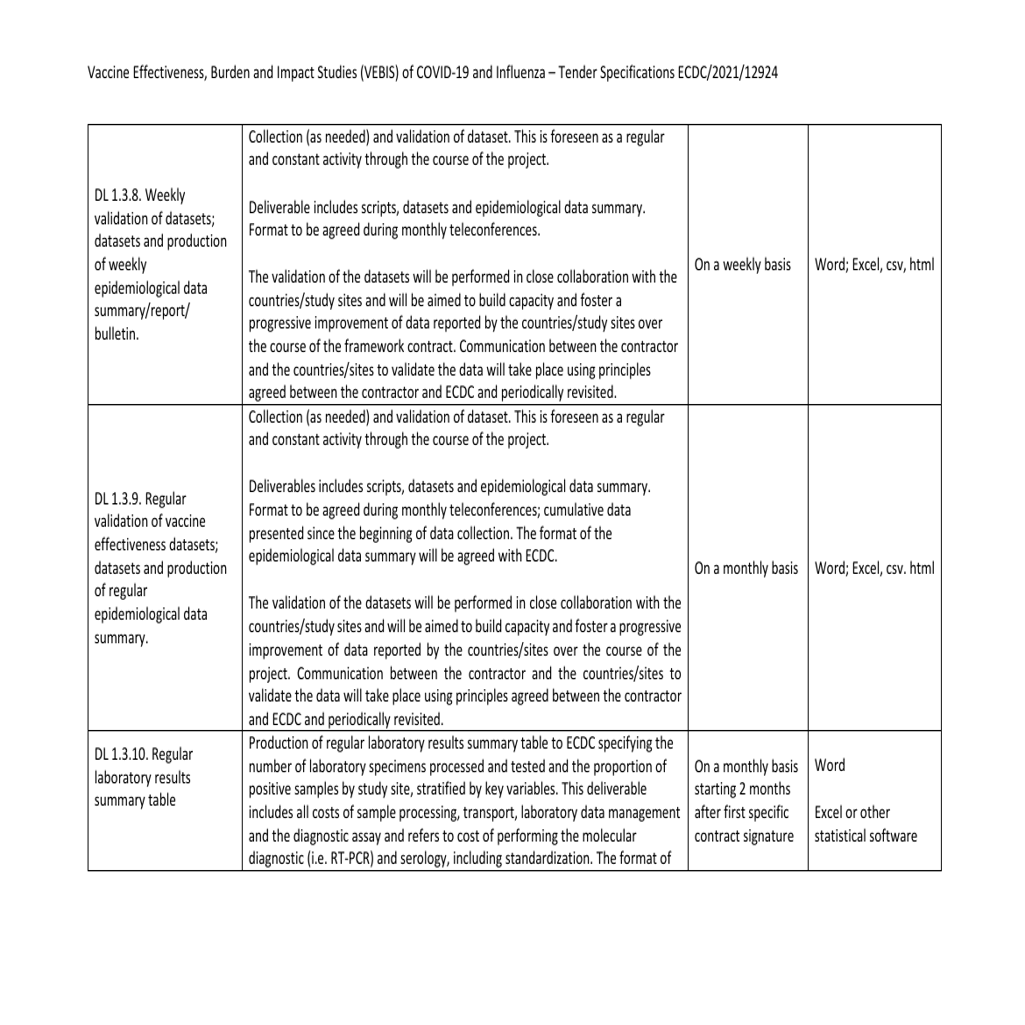 Vaccine Effectiveness, Burden and Impact Studies (VEBIS) of COVID-19 and Influenza – Tender Specifications ECDC/2021/12924
DL 1.3.8. Weekly
validation of datasets;
datasets and production
of weekly
epidemiological data
summary/report/
bulletin.
Collection (as needed) and validation of dataset. This is foreseen as a regular
and constant activity through the course of the project.
Deliverable includes scripts, datasets and epidemiological data summary.
Format to be agreed during monthly teleconferences.
The validation of the datasets will be performed in close collaboration with the
countries/study sites and will be aimed to build capacity and foster a
progressive improvement of data reported by the countries/study sites over
the course of the framework contract. Communication between the contractor
and the countries/sites to validate the data will take place using principles
agreed between the contractor and ECDC and periodically revisited.
On a weekly basis
Word; Excel, csv, html
DL 1.3.9. Regular
validation of vaccine
effectiveness datasets;
datasets and production
of regular
epidemiological data
summary.
Collection (as needed) and validation of dataset. This is foreseen as a regular
and constant activity through the course of the project.
Deliverables includes scripts, datasets and epidemiological data summary.
Format to be agreed during monthly teleconferences; cumulative data
presented since the beginning of data collection. The format of the
epidemiological data summary will be agreed with ECDC.
The validation of the datasets will be performed in close collaboration with the
countries/study sites and will be aimed to build capacity and foster a progressive
improvement of data reported by the countries/sites over the course of the
project. Communication between the contractor and the countries/sites to
validate the data will take place using principles agreed between the contractor
and ECDC and periodically revisited.
On a monthly basis
Word; Excel, csv. html
DL 1.3.10. Regular
laboratory results
summary table
Production of regular laboratory results summary table to ECDC specifying the
number of laboratory specimens processed and tested and the proportion of
positive samples by study site, stratified by key variables. This deliverable
includes all costs of sample processing, transport, laboratory data management
and the diagnostic assay and refers to cost of performing the molecular
diagnostic (i.e. RT-PCR) and serology, including standardization. The format of
On a monthly basis
starting 2 months
after first specific
contract signature
Word
Excel or other
statistical software